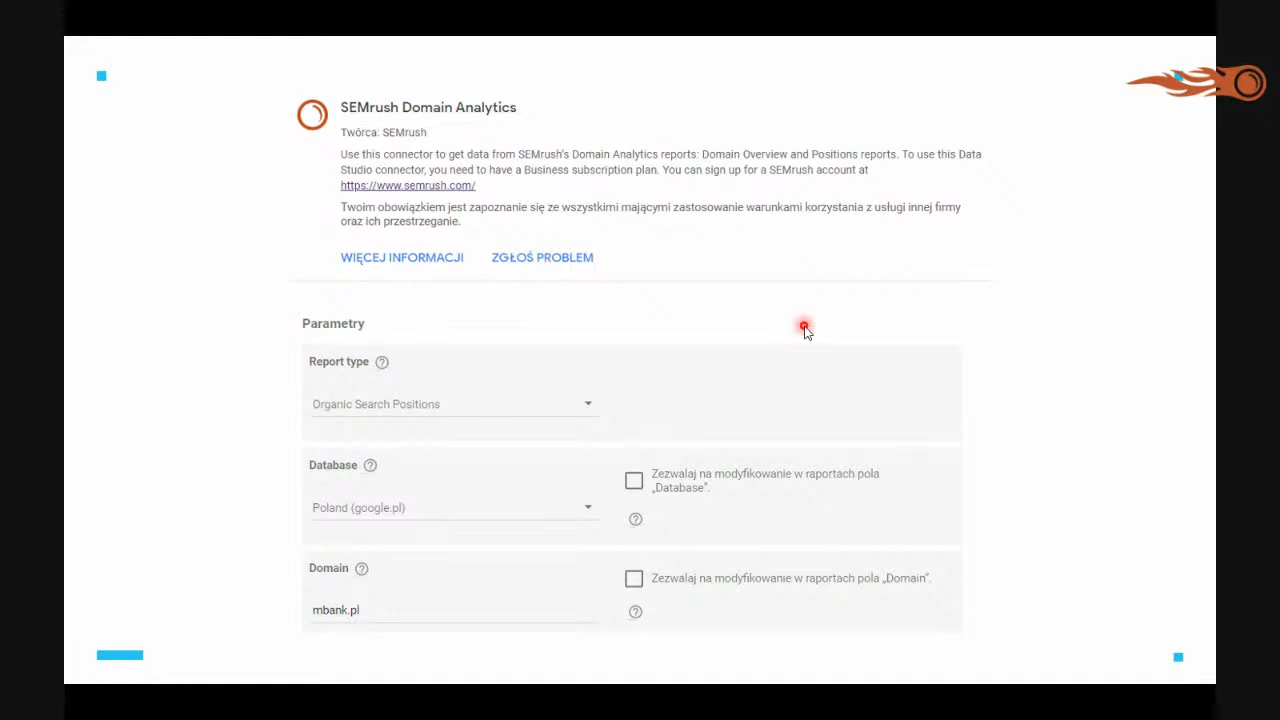 SEMrush Domain Analytics
Twórca: SEMrush
Use this connector to get data from SEMrush's Domain Analytics reports: Domain Overview and Positions reports. To use this Data
Studio connector, you need to have a Business subscription plan. You can sign up for a SEMrush account at
https://www.semrush.com/
Twoim obowiązkiem jest zapoznanie się ze wszystkimi mającymi zastosowanie warunkami korzystania z usługi innej firmy
oraz ich przestrzeganie.
WIĘCEJ INFORMACJI ZGŁOŚ PROBLEM
Parametry
Report type
Organic Search Positions
Database
Zezwalaj na modyfikowanie w raportach pola
„Database”.
Poland (google.pl)
Domain
Zezwalaj na modyfikowanie w raportach pola „Domain”.
mbank.pl